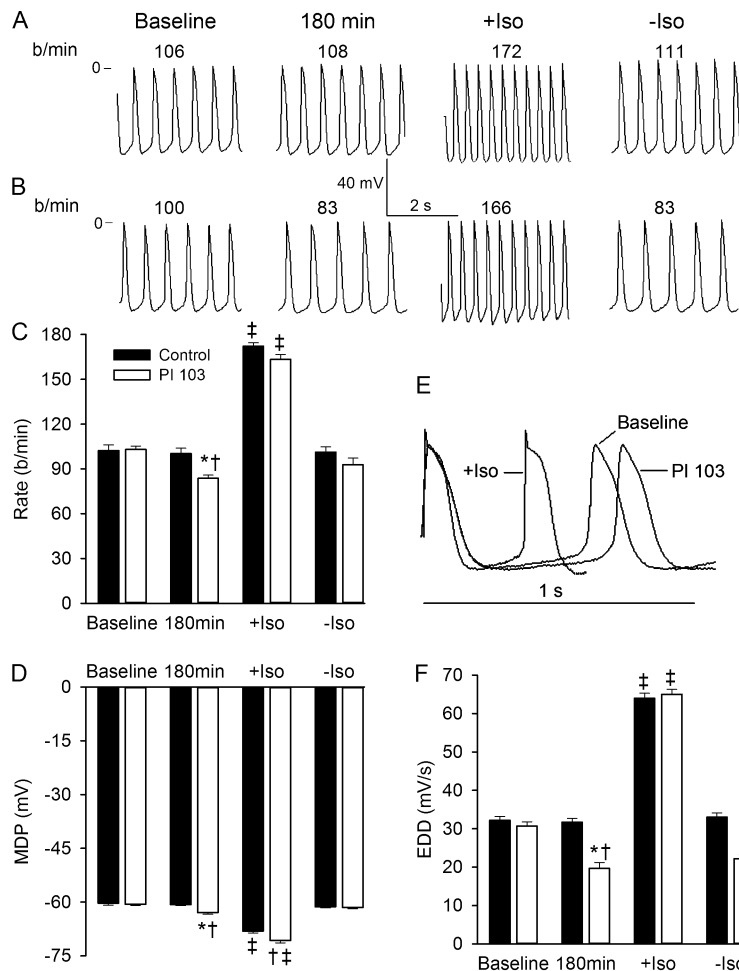 A
Baseline
180 min
+Iso
-Iso
b/min
106
108
172
111
0
40 mV
2 s
B
b/min
100
83
166
83
0
C
180
150
120
90
60
30
0
Rate (b/min)
Control
PI 103
*†
‡
‡
Baseline
180min
+Iso
-Iso
E
Baseline
+Iso
PI 103
1 s
D
Baseline
180min
+Iso
-Iso
0
-15
-30
-45
-60
-75
MDP (mV)
*†
‡
†‡
F
70
60
50
40
30
20
10
0
EDD (mV/s)
*†
‡
‡
Baseline
180min
+Iso